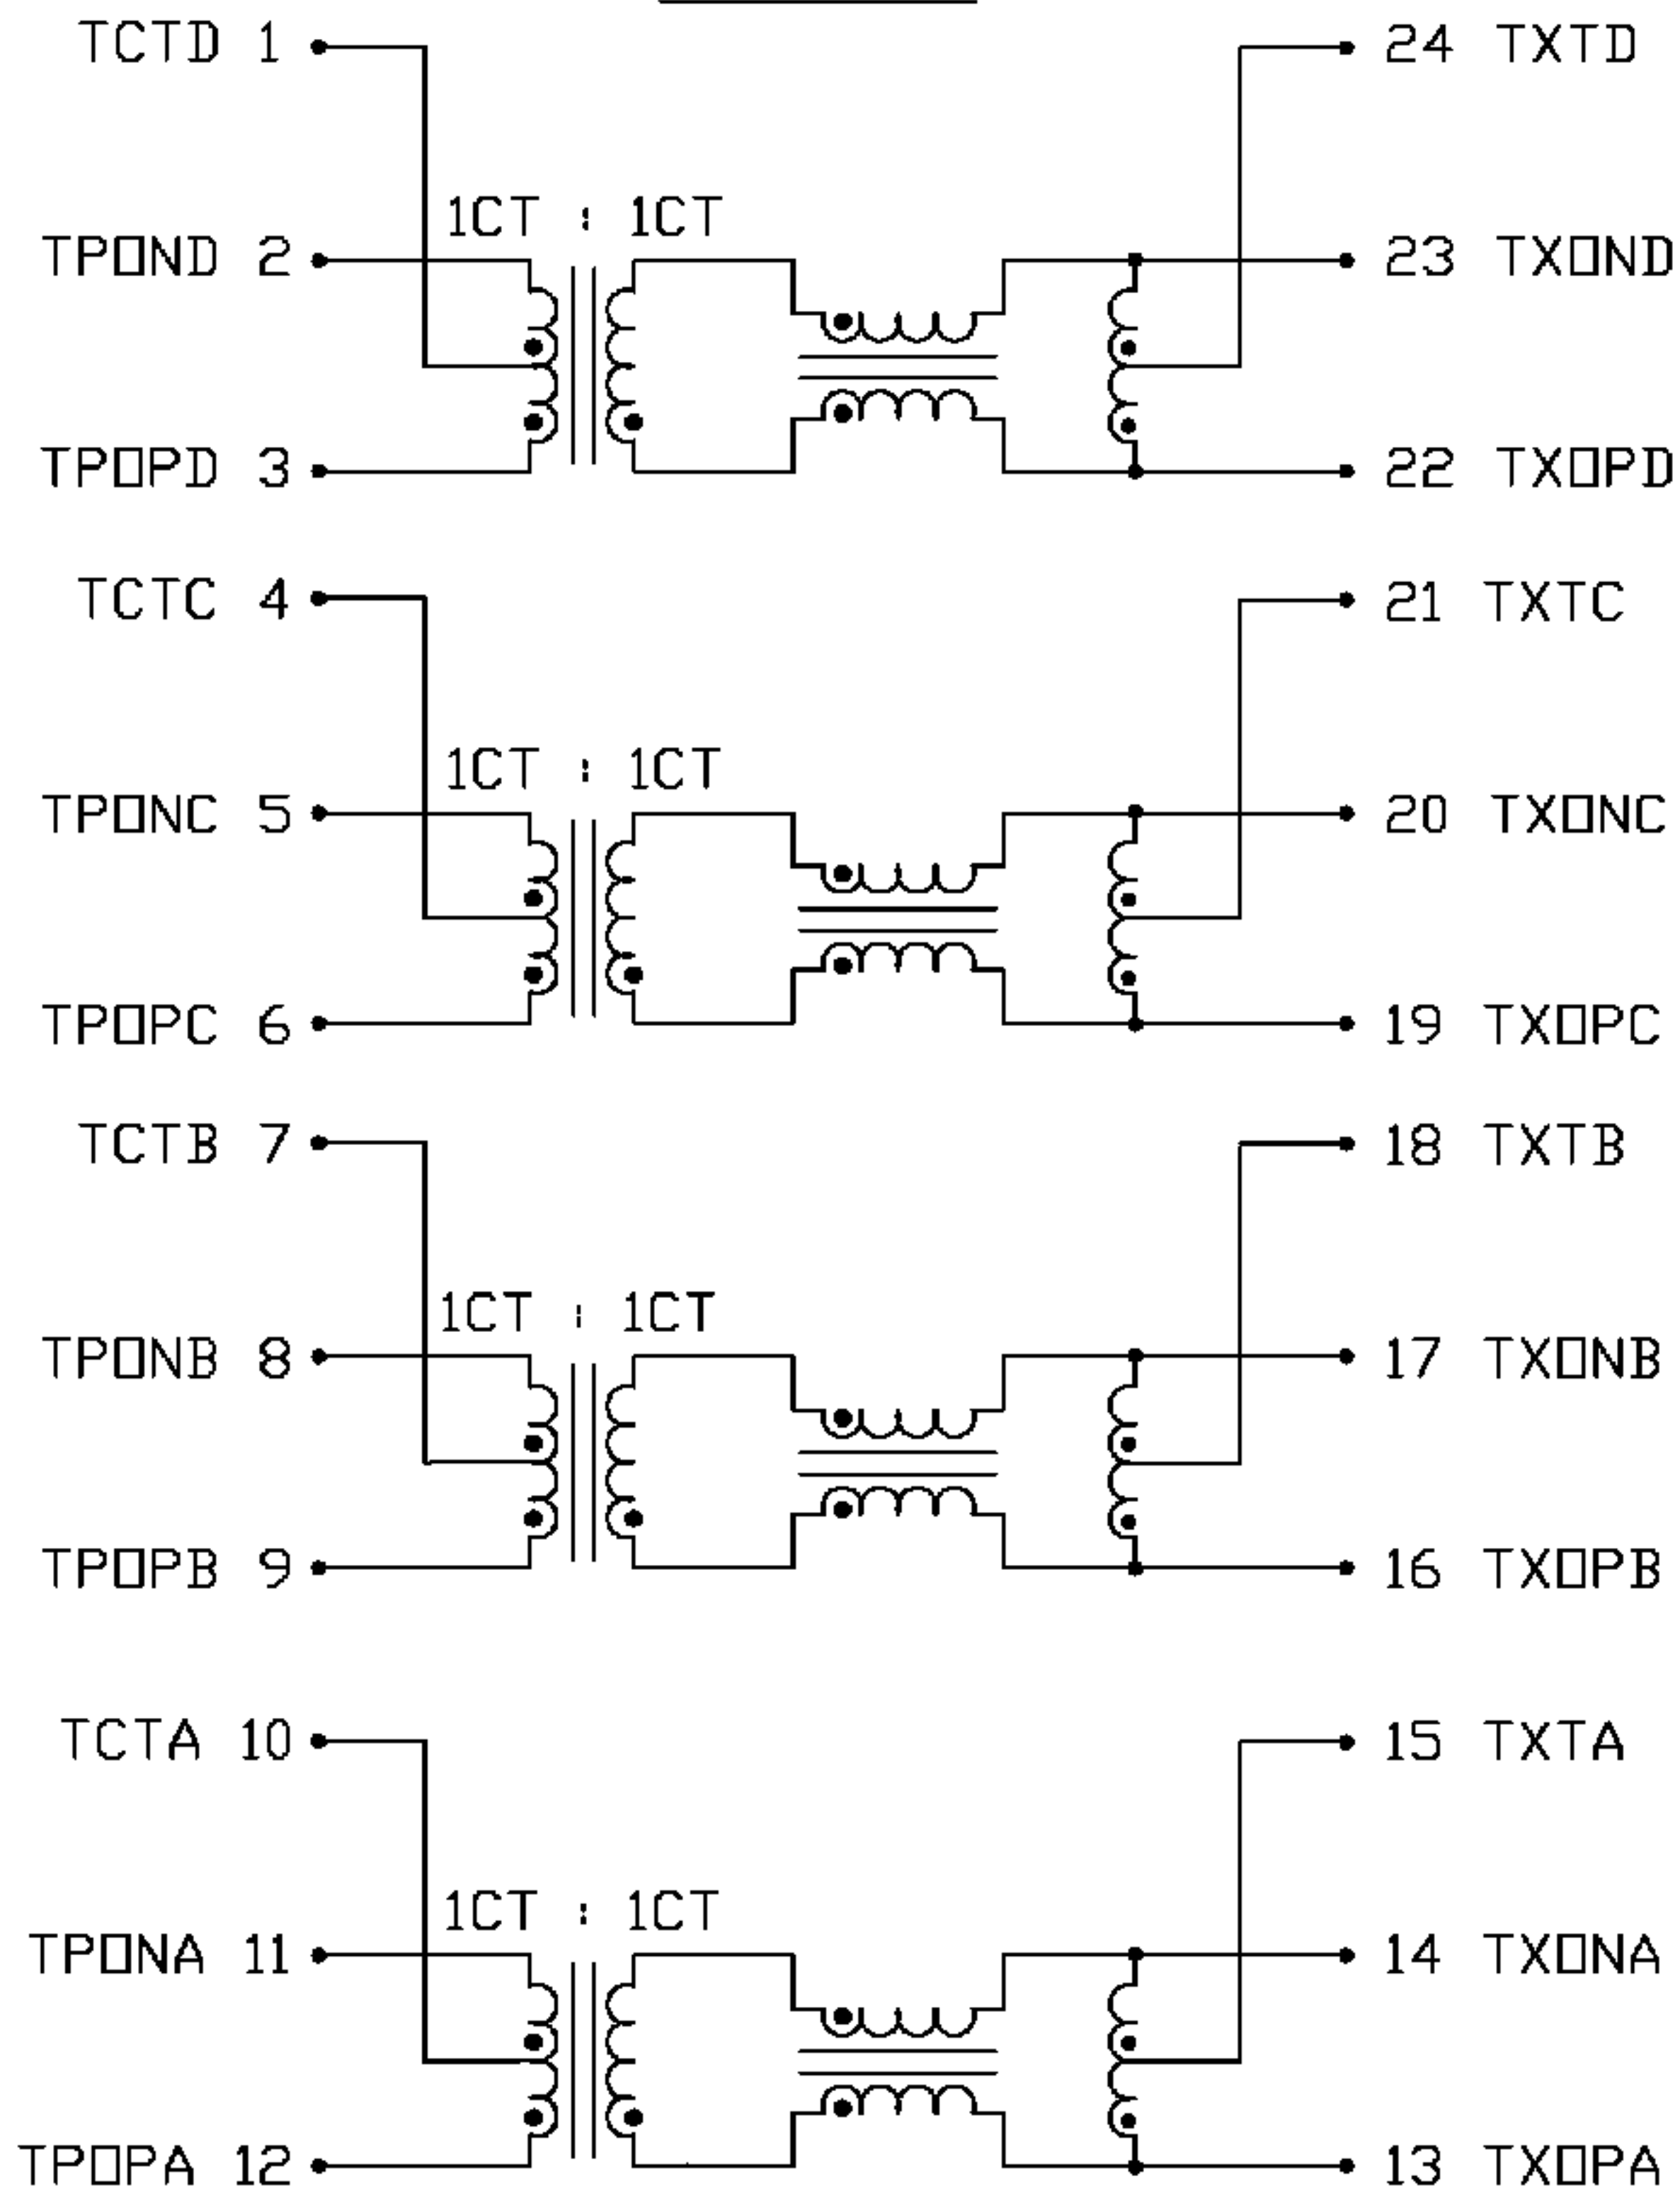 TCTD 1
24 TXTD
1CT : 1CT
TPOND 2
23 TXOND
TPOPD 3
22 TXOPD
TCTC 4
21 TXTC
1CT : 1CT
TPONC 5
20 TXONC
TPOPC 6
19 TXOPC
TCTB 7
18 TXTB
1CT : 1CT
TPONB 8
17 TXONB
TPOPB 9
16 TXOPB
TCTA 10
15 TXTA
1CT : 1CT
TPONA 11
14 TXONA
TPOPA 12
13 TXOPA